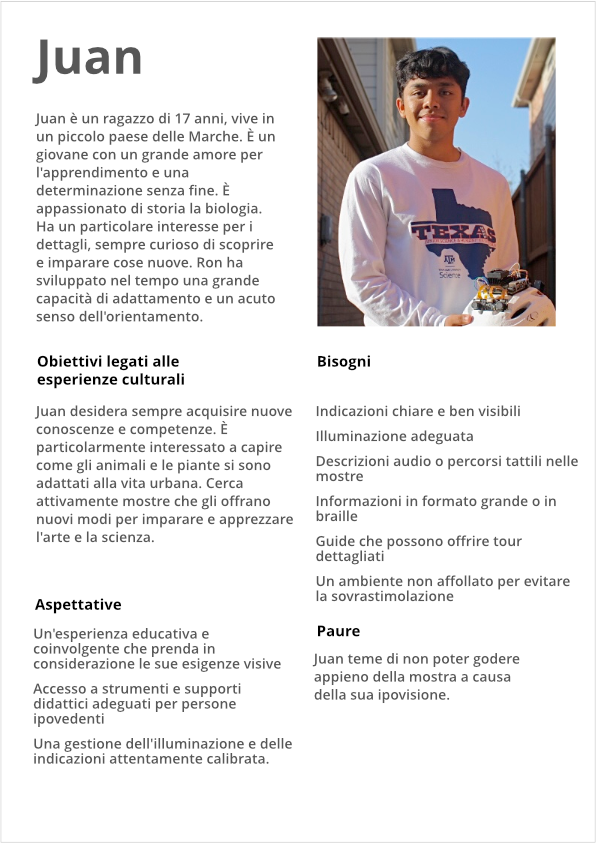 Juan
Juan è un ragazzo di 17 anni, vive in
un piccolo paese delle Marche. È un
giovane con un grande amore per
l'apprendimento e una
determinazione senza fine. È
appassionato di storia la biologia.
Ha un particolare interesse per i
dettagli, sempre curioso di scoprire
e imparare cose nuove. Ron ha
sviluppato nel tempo una grande
capacità di adattamento e un acuto
senso dell'orientamento.
TEXAS
Science
Obiettivi legati alle
esperienze culturali
Juan desidera sempre acquisire nuove
conoscenze e competenze. È
particolarmente interessato a capire
come gli animali e le piante si sono
adattati alla vita urbana. Cerca
attivamente mostre che gli offrano
nuovi modi per imparare e apprezzare
l'arte e la scienza.
Aspettative
Un'esperienza educativa e
coinvolgente che prenda in
considerazione le sue esigenze visive
Accesso a strumenti e supporti
didattici adeguati per persone
ipovedenti
Una gestione dell'illuminazione e delle
indicazioni attentamente calibrata.
Bisogni
Indicazioni chiare e ben visibili
Illuminazione adeguata
Descrizioni audio o percorsi tattili nelle
mostre
Informazioni in formato grande o in
braille
Guide che possono offrire tour
dettagliati
Un ambiente non affollato per evitare
la sovrastimolazione
Paure
Juan teme di non poter godere
appieno della mostra a causa
della sua ipovisione.